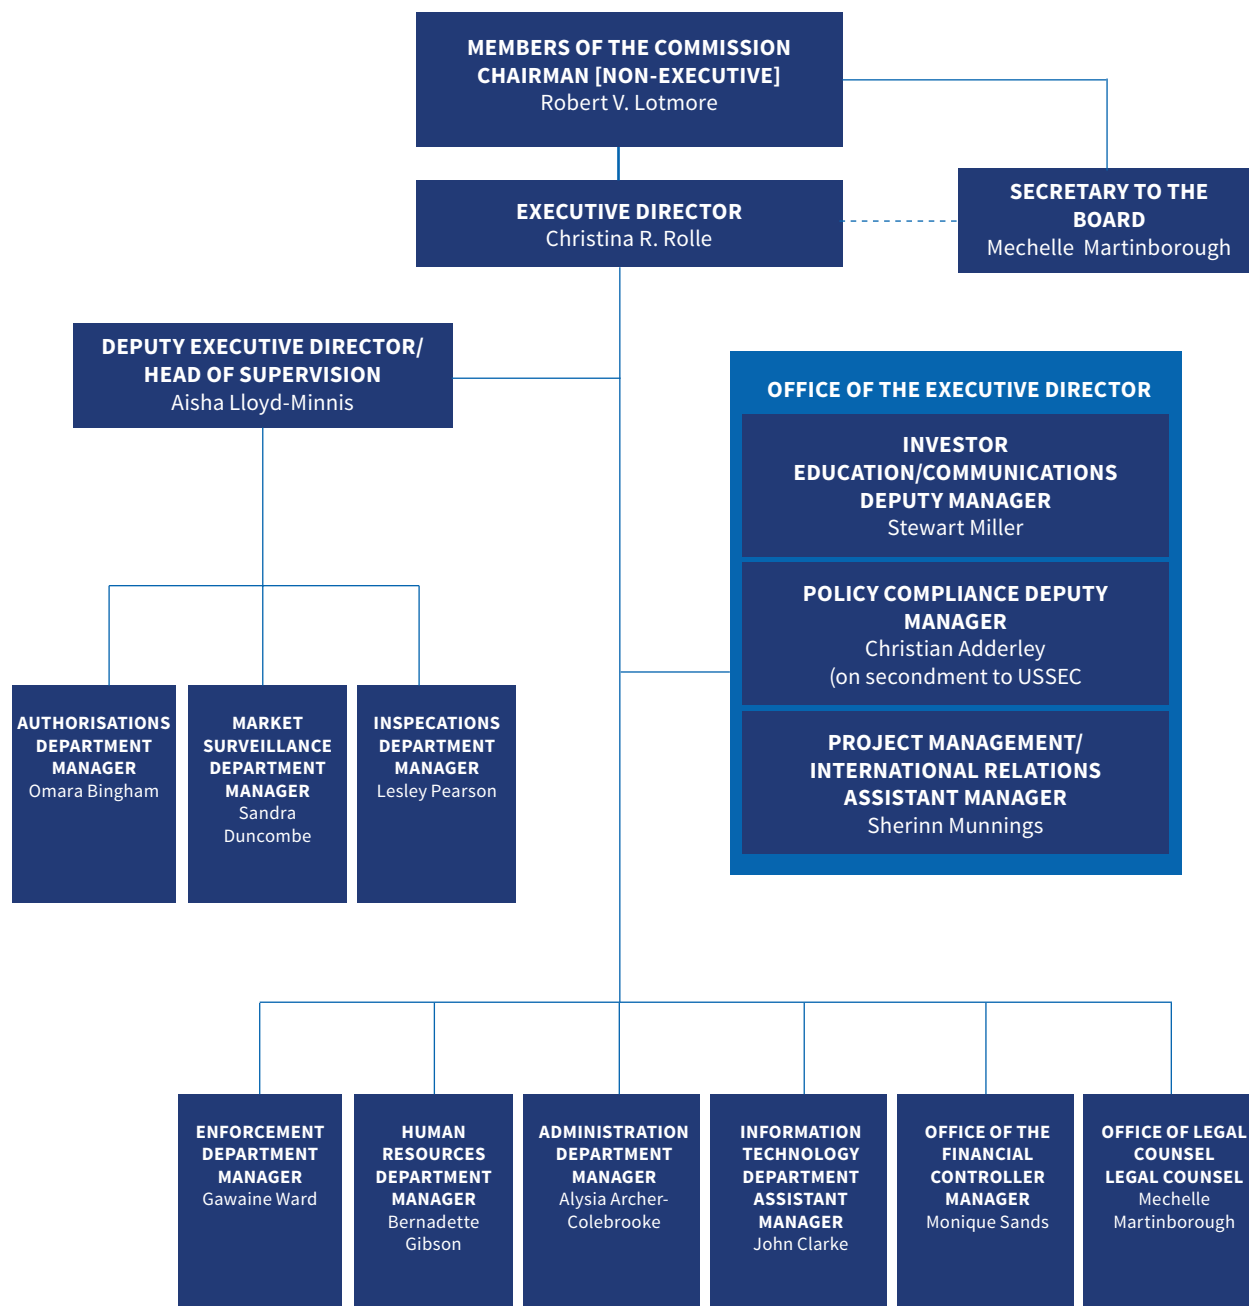 MEMBERS OF THE COMMISSION
CHAIRMAN [NON-EXECUTIVE]
Robert V. Lotmore
EXECUTIVE DIRECTOR
Christina R. Rolle
SECRETARY TO THE
BOARD
Mechelle Martinborough
DEPUTY EXECUTIVE DIRECTOR/
HEAD OF SUPERVISION
Aisha Lloyd-Minnis
OFFICE OF THE EXECUTIVE DIRECTOR
INVESTOR
EDUCATION/COMMUNICATIONS
DEPUTY MANAGER
Stewart Miller
POLICY COMPLIANCE DEPUTY
MANAGER
Christian Adderley
(on secondment to USSEC
PROJECT MANAGEMENT/
INTERNATIONAL RELATIONS
ASSISTANT MANAGER
Sherinn Munnings
AUTHORISATIONS
DEPARTMENT
MANAGER
Omara Bingham
MARKET
SURVEILLANCE
DEPARTMENT
MANAGER
Sandra
Duncombe
INSPECATIONS
DEPARTMENT
MANAGER
Lesley Pearson
ENFORCEMENT
DEPARTMENT
MANAGER
Gawaine Ward
HUMAN
RESOURCES
DEPARTMENT
MANAGER
Bernadette
Gibson
ADMINISTRATION
DEPARTMENT
MANAGER
Alysia Archer-
Colebrooke
INFORMATION
TECHNOLOGY
DEPARTMENT
ASSISTANT
MANAGER
John Clarke
OFFICE OF THE
FINANCIAL
CONTROLLER
MANAGER
Monique Sands
OFFICE OF LEGAL
COUNSEL
LEGAL COUNSEL
Mechelle
Martinborough